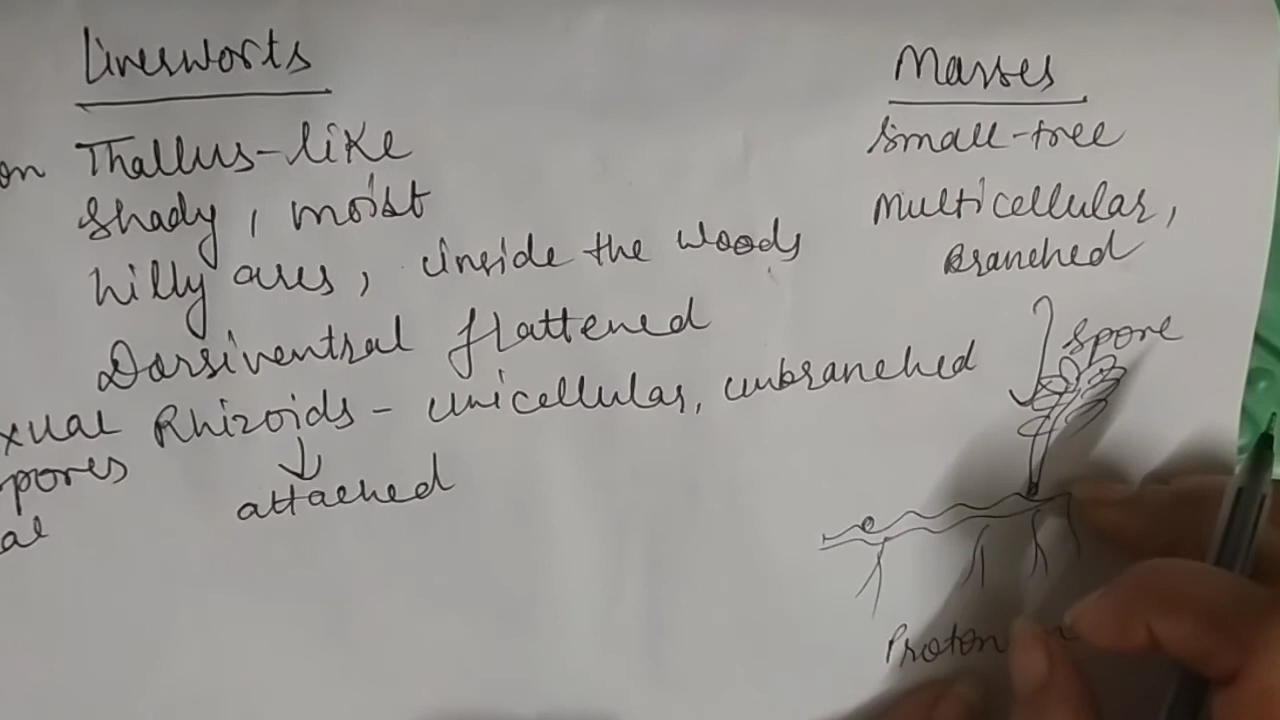 Liverworts
on Thallus-like
Shady, moist
hilly ares, inside the woods
Dorsiventral flattened
xual Rhizoids - unicellular, unbranched
pores
attached
al
Mosses
Small-tree
Multicellular,
Branched
Spore
Proton